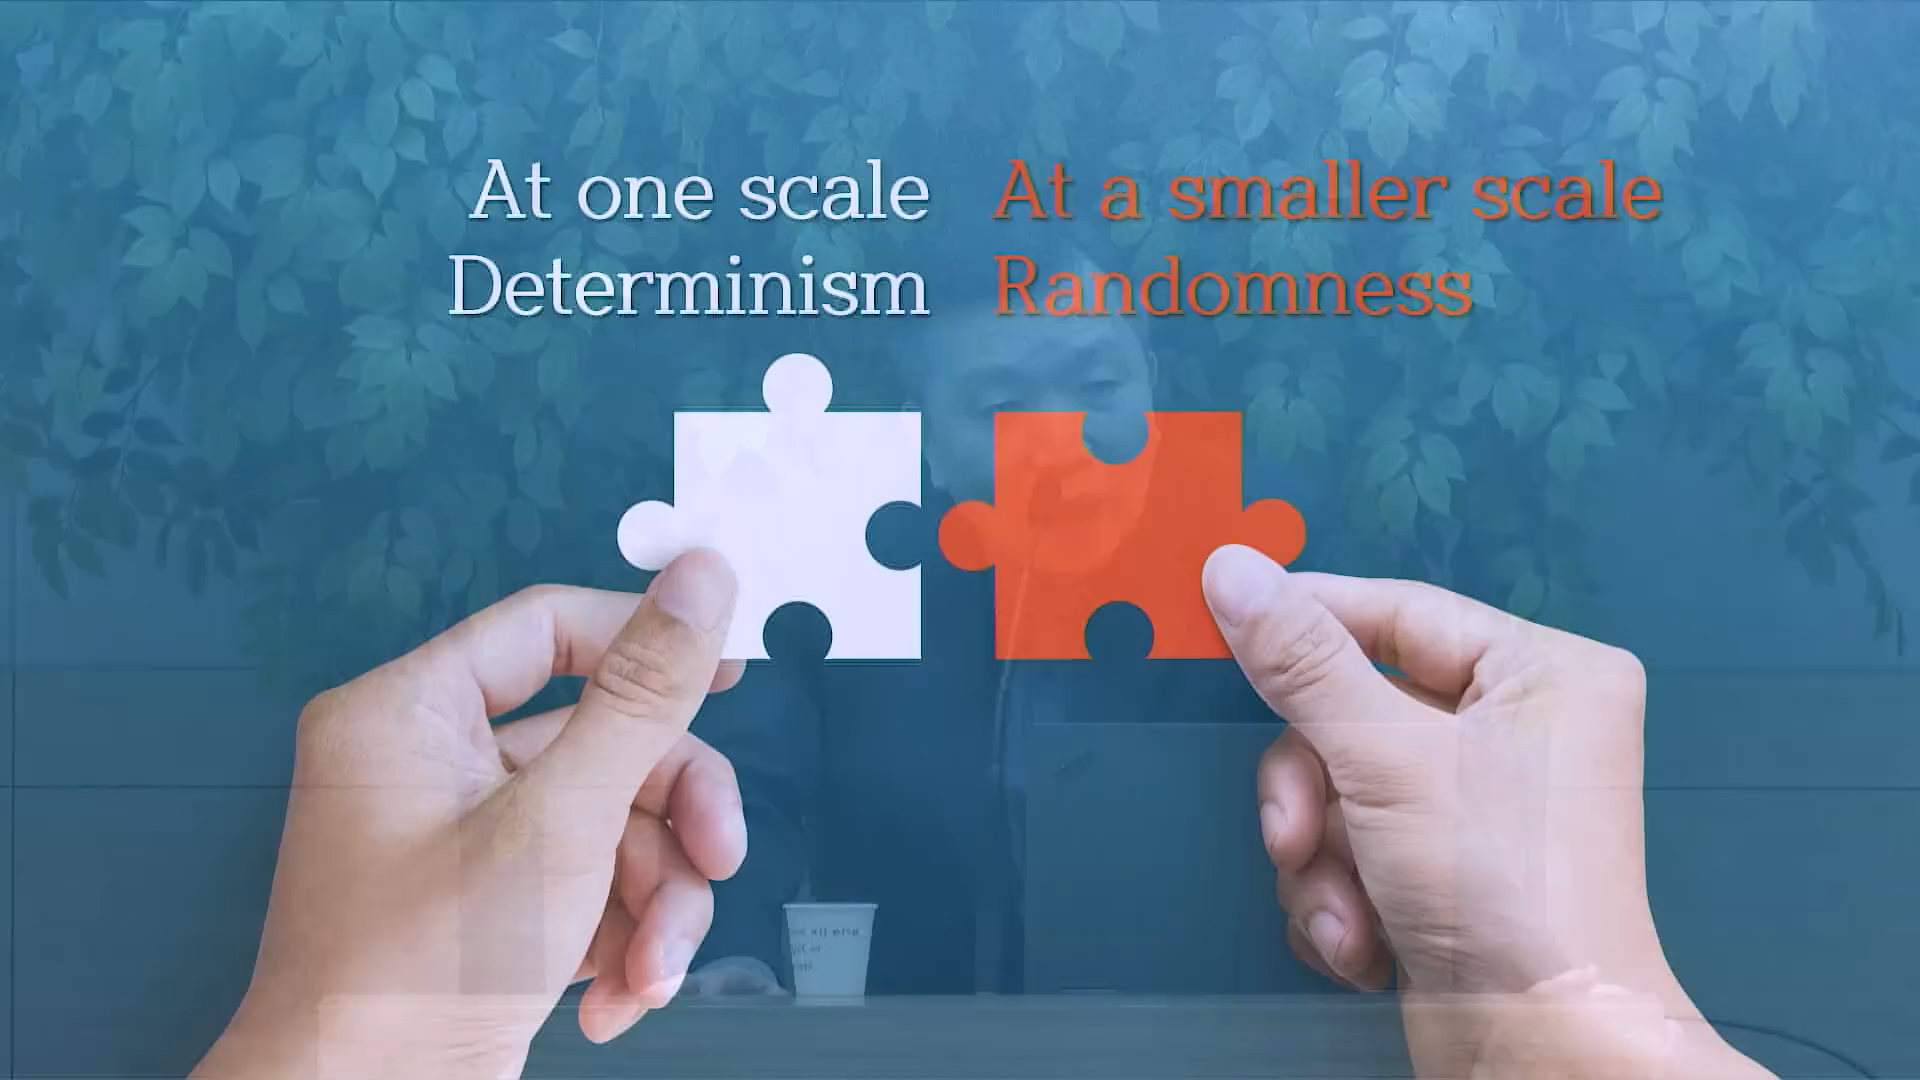 At one scale
Determinism
At a smaller scale
Randomness